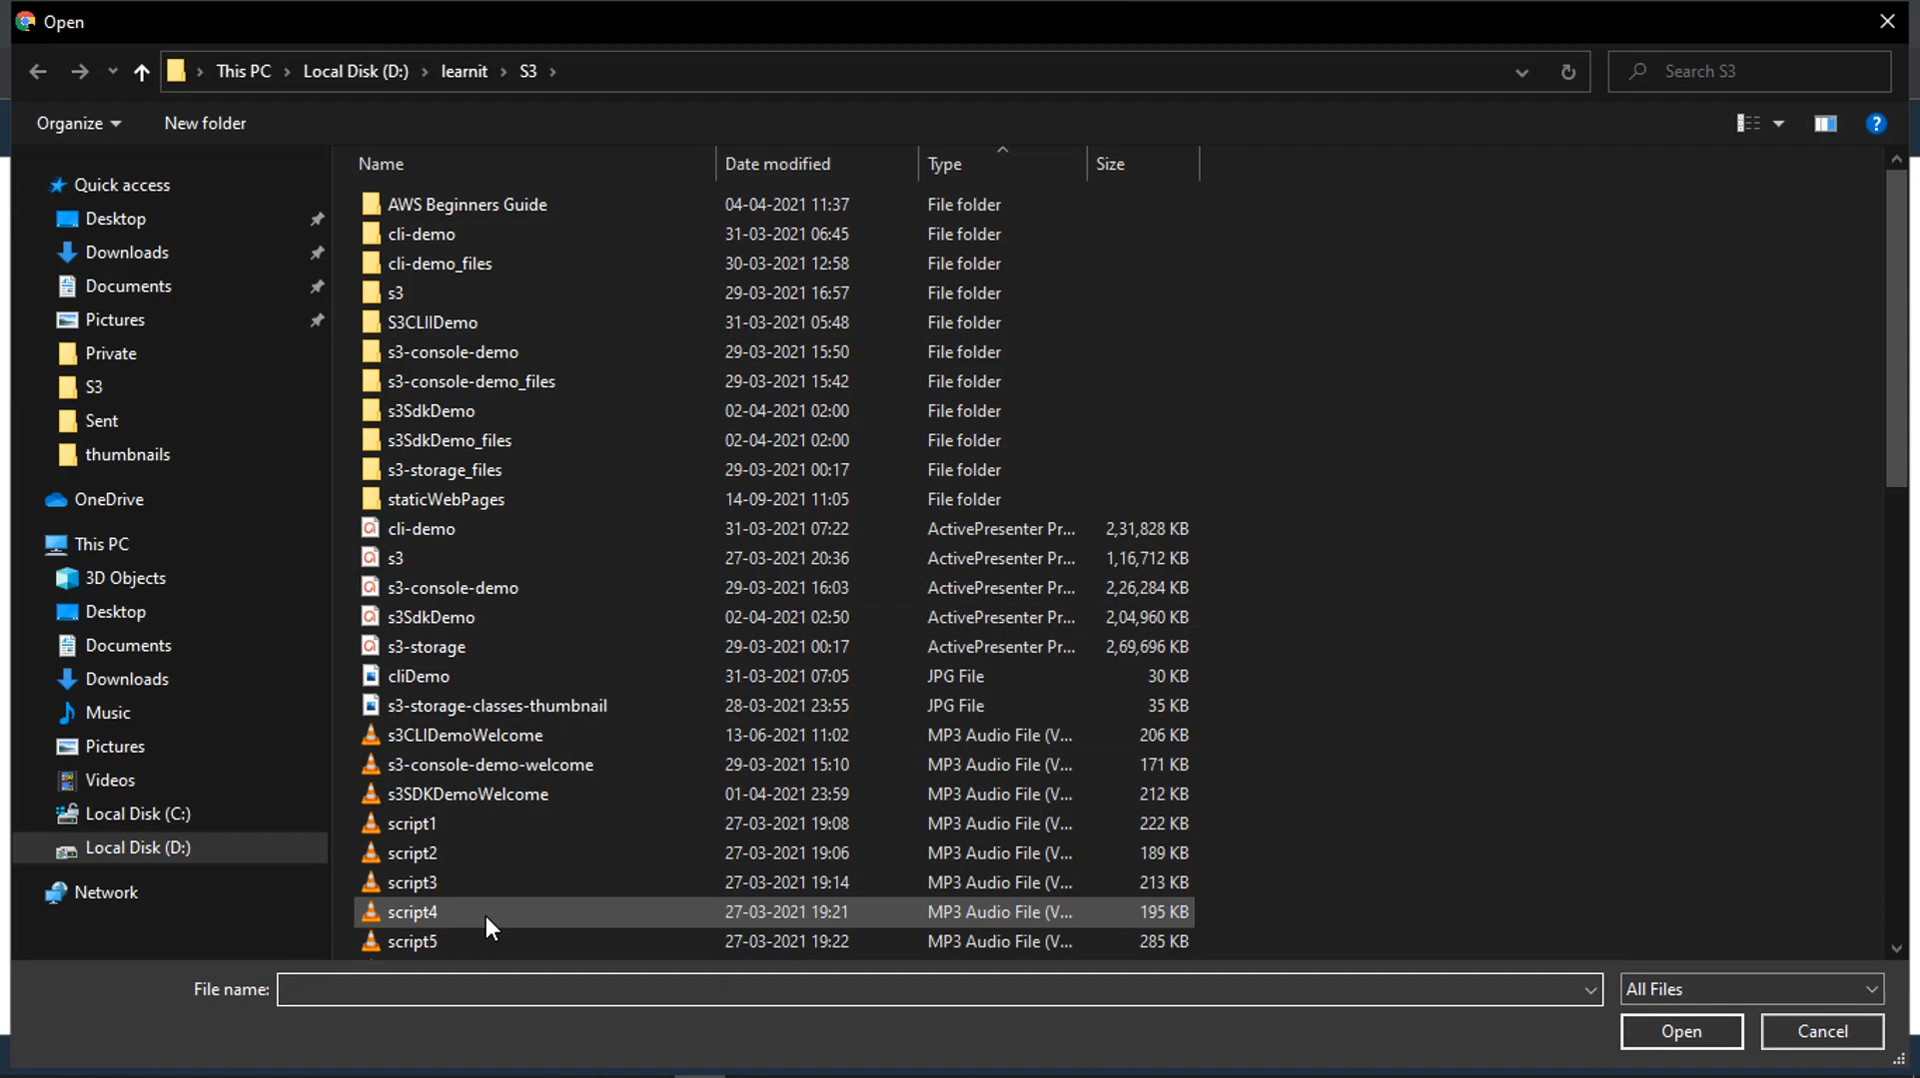 Open
This PC > Local Disk (D:) > learnit > S3 >
Search S3
Organize
New folder
Name Date modified Type Size
Quick access
Desktop
Downloads
Documents
Pictures
Private
S3
Sent
thumbnails
OneDrive
This PC
3D Objects
Desktop
Documents
Downloads
Music
Pictures
Videos
Local Disk (C:)
Local Disk (D:)
Network
AWS Beginners Guide 04-04-2021 11:37 File folder
cli-demo 31-03-2021 06:45 File folder
cli-demo_files 30-03-2021 12:58 File folder
s3 29-03-2021 16:57 File folder
S3CLIIDemo 31-03-2021 05:48 File folder
s3-console-demo 29-03-2021 15:50 File folder
s3-console-demo_files 29-03-2021 15:42 File folder
s3SdkDemo 02-04-2021 02:00 File folder
s3SdkDemo_files 02-04-2021 02:00 File folder
s3-storage_files 29-03-2021 00:17 File folder
staticWebPages 14-09-2021 11:05 File folder
cli-demo 31-03-2021 07:22 ActivePresenter Pr... 2,31,828 KB
s3 27-03-2021 20:36 ActivePresenter Pr... 1,16,712 KB
s3-console-demo 29-03-2021 16:03 ActivePresenter Pr... 2,26,284 KB
s3SdkDemo 02-04-2021 02:50 ActivePresenter Pr... 2,04,960 KB
s3-storage 29-03-2021 00:17 ActivePresenter Pr... 2,69,696 KB
cliDemo 31-03-2021 07:05 JPG File 30 KB
s3-storage-classes-thumbnail 28-03-2021 23:55 JPG File 35 KB
s3CLIDemoWelcome 13-06-2021 11:02 MP3 Audio File (V... 206 KB
s3-console-demo-welcome 29-03-2021 15:10 MP3 Audio File (V... 171 KB
s3SDKDemoWelcome 01-04-2021 23:59 MP3 Audio File (V... 212 KB
script1 27-03-2021 19:08 MP3 Audio File (V... 222 KB
script2 27-03-2021 19:06 MP3 Audio File (V... 189 KB
script3 27-03-2021 19:14 MP3 Audio File (V... 213 KB
script4 27-03-2021 19:21 MP3 Audio File (V... 195 KB
script5 27-03-2021 19:22 MP3 Audio File (V... 285 KB
File name:
All Files
Open
Cancel